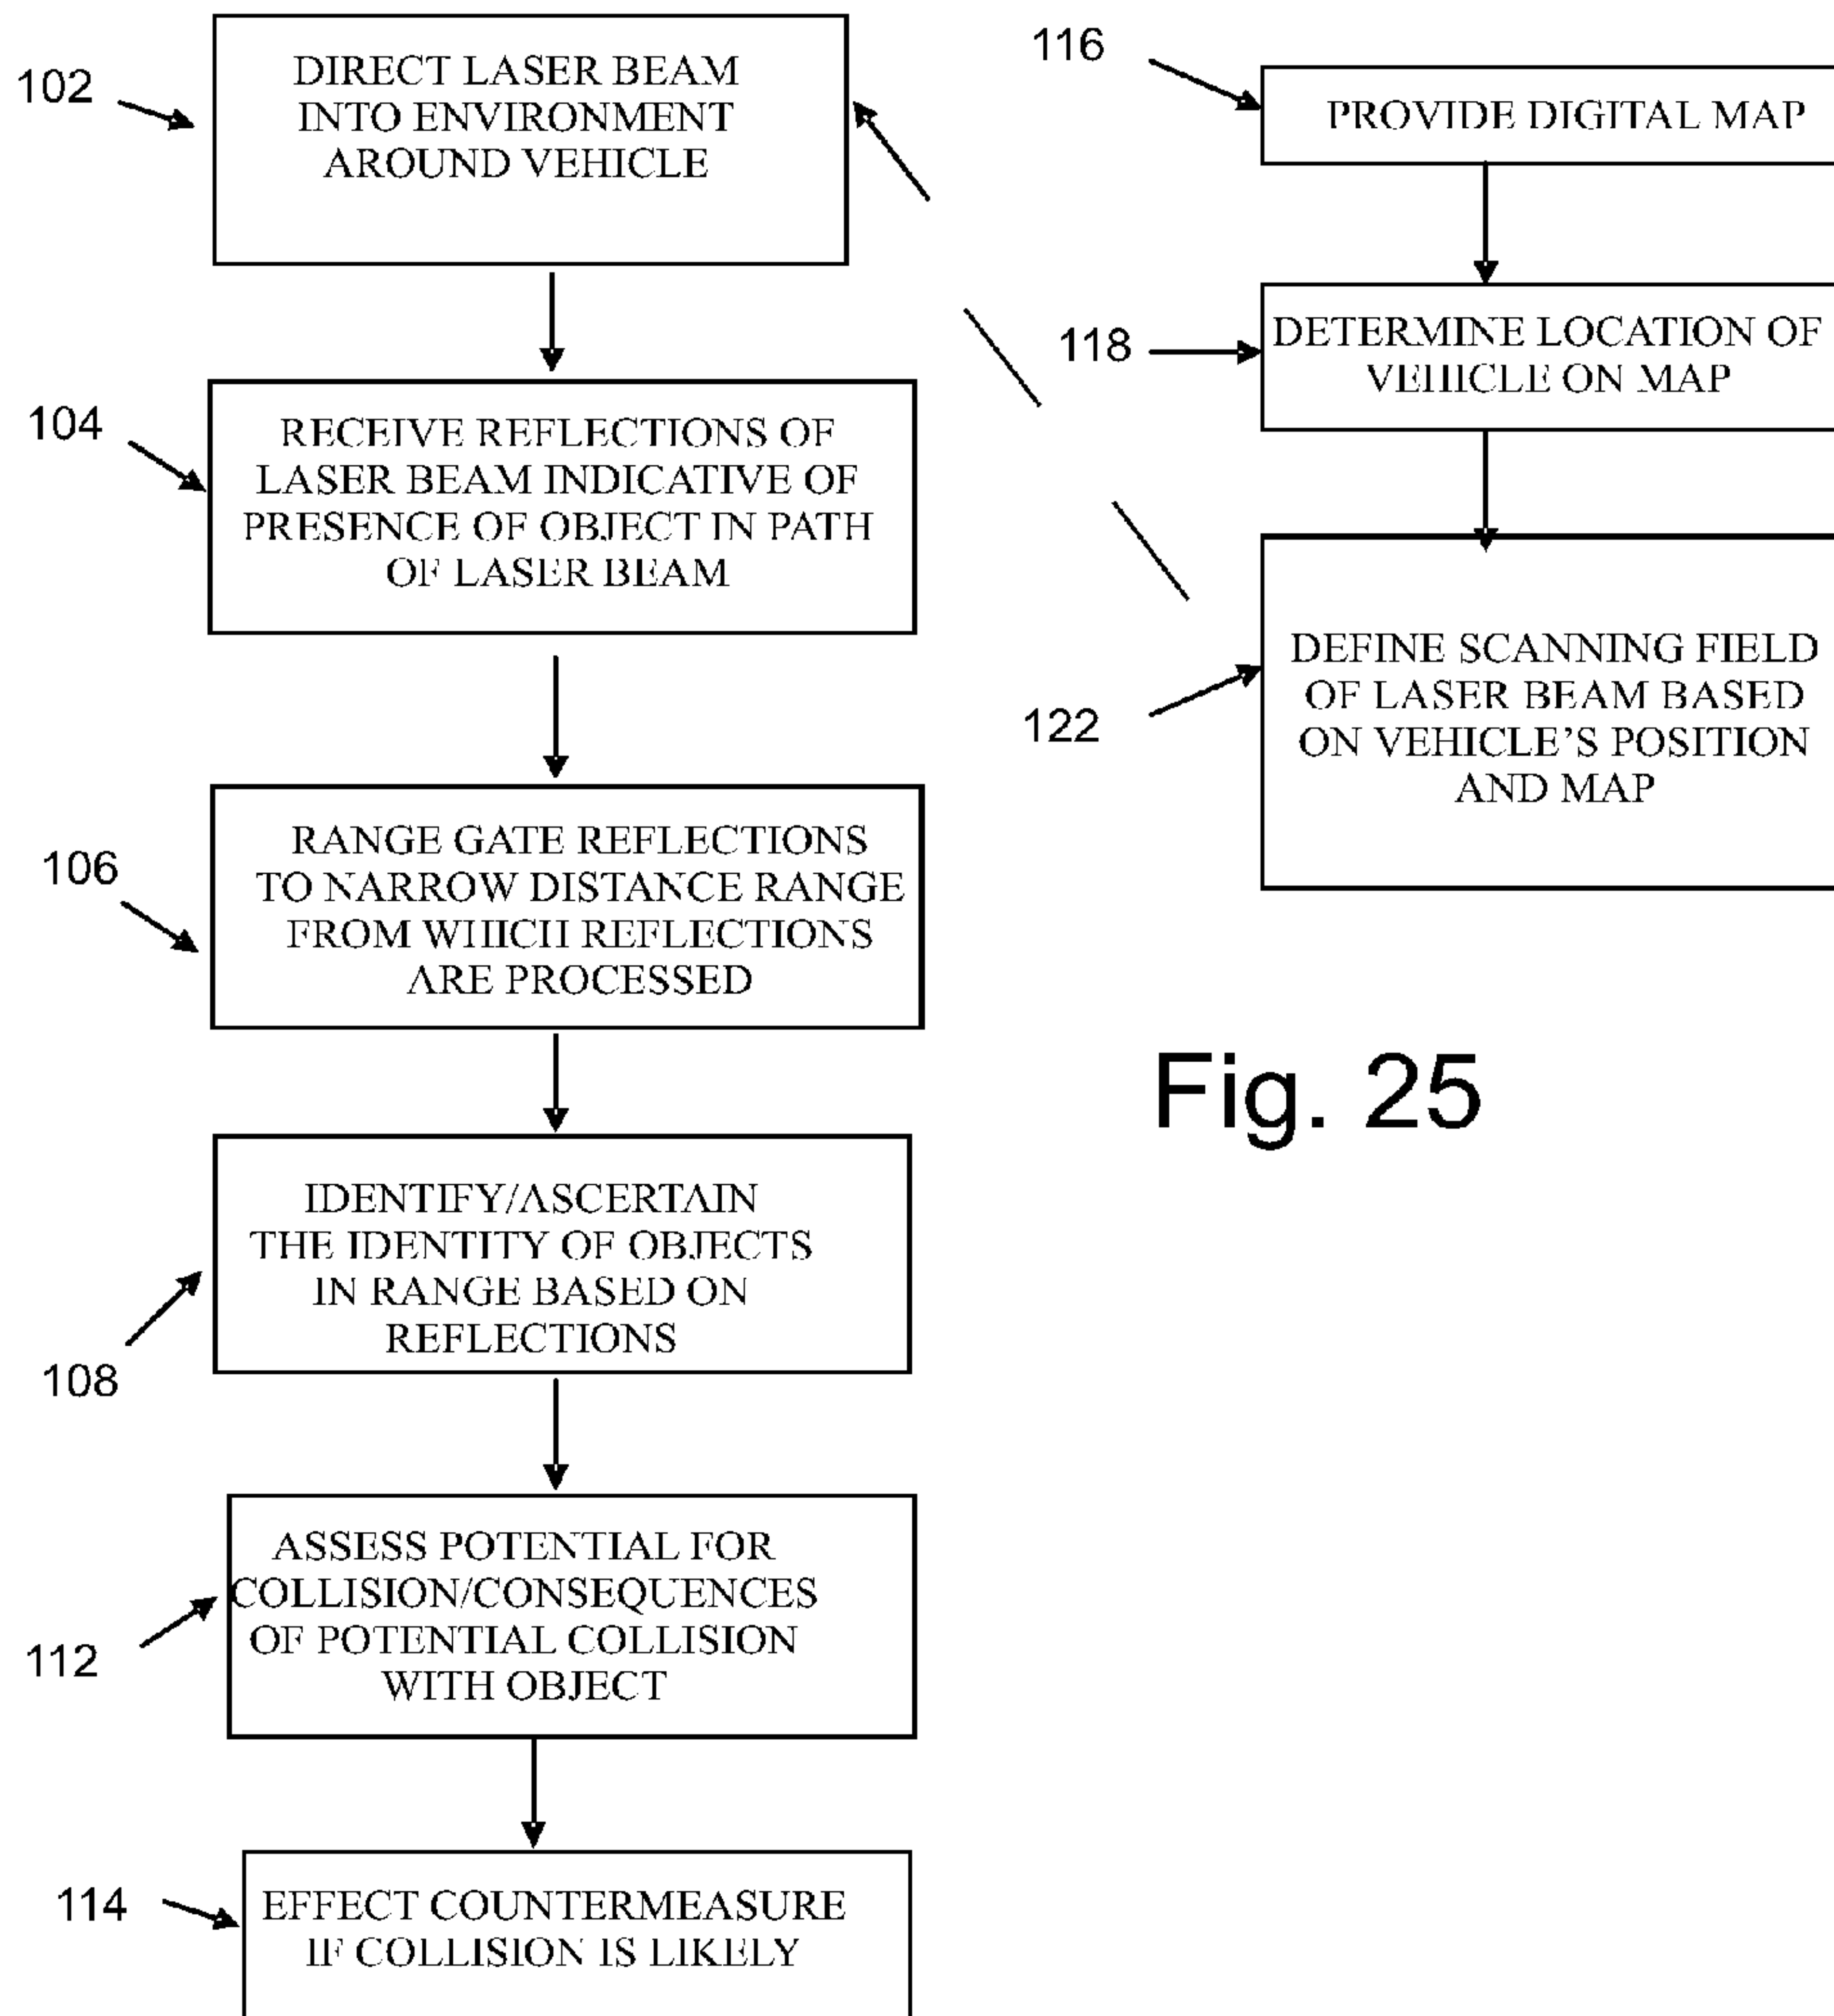 102
DIRECT LASER BEAM
INTO ENVIRONMENT
AROUND VEHICLE
104
RECEIVE REFLECTIONS OF
LASER BEAM INDICATIVE OF
PRESENCE OF OBJECT IN PATH
OF LASER BEAM
106
RANGE GATE REFLECTIONS
TO NARROW DISTANCE RANGE
FROM WHICH REFLECTIONS
ARE PROCESSED
108
IDENTIFY/ASCERTAIN
THE IDENTITY OF OBJECTS
IN RANGE BASED ON
REFLECTIONS
112
ASSESS POTENTIAL FOR
COLLISION/CONSEQUENCES
OF POTENTIAL COLLISION
WITH OBJECT
114
EFFECT COUNTERMEASURE
IF COLLISION IS LIKELY
116
PROVIDE DIGITAL MAP
118
DETERMINE LOCATION OF
VEHICLE ON MAP
122
DEFINE SCANNING FIELD
OF LASER BEAM BASED
ON VEHICLE’S POSITION
AND MAP
Fig. 25